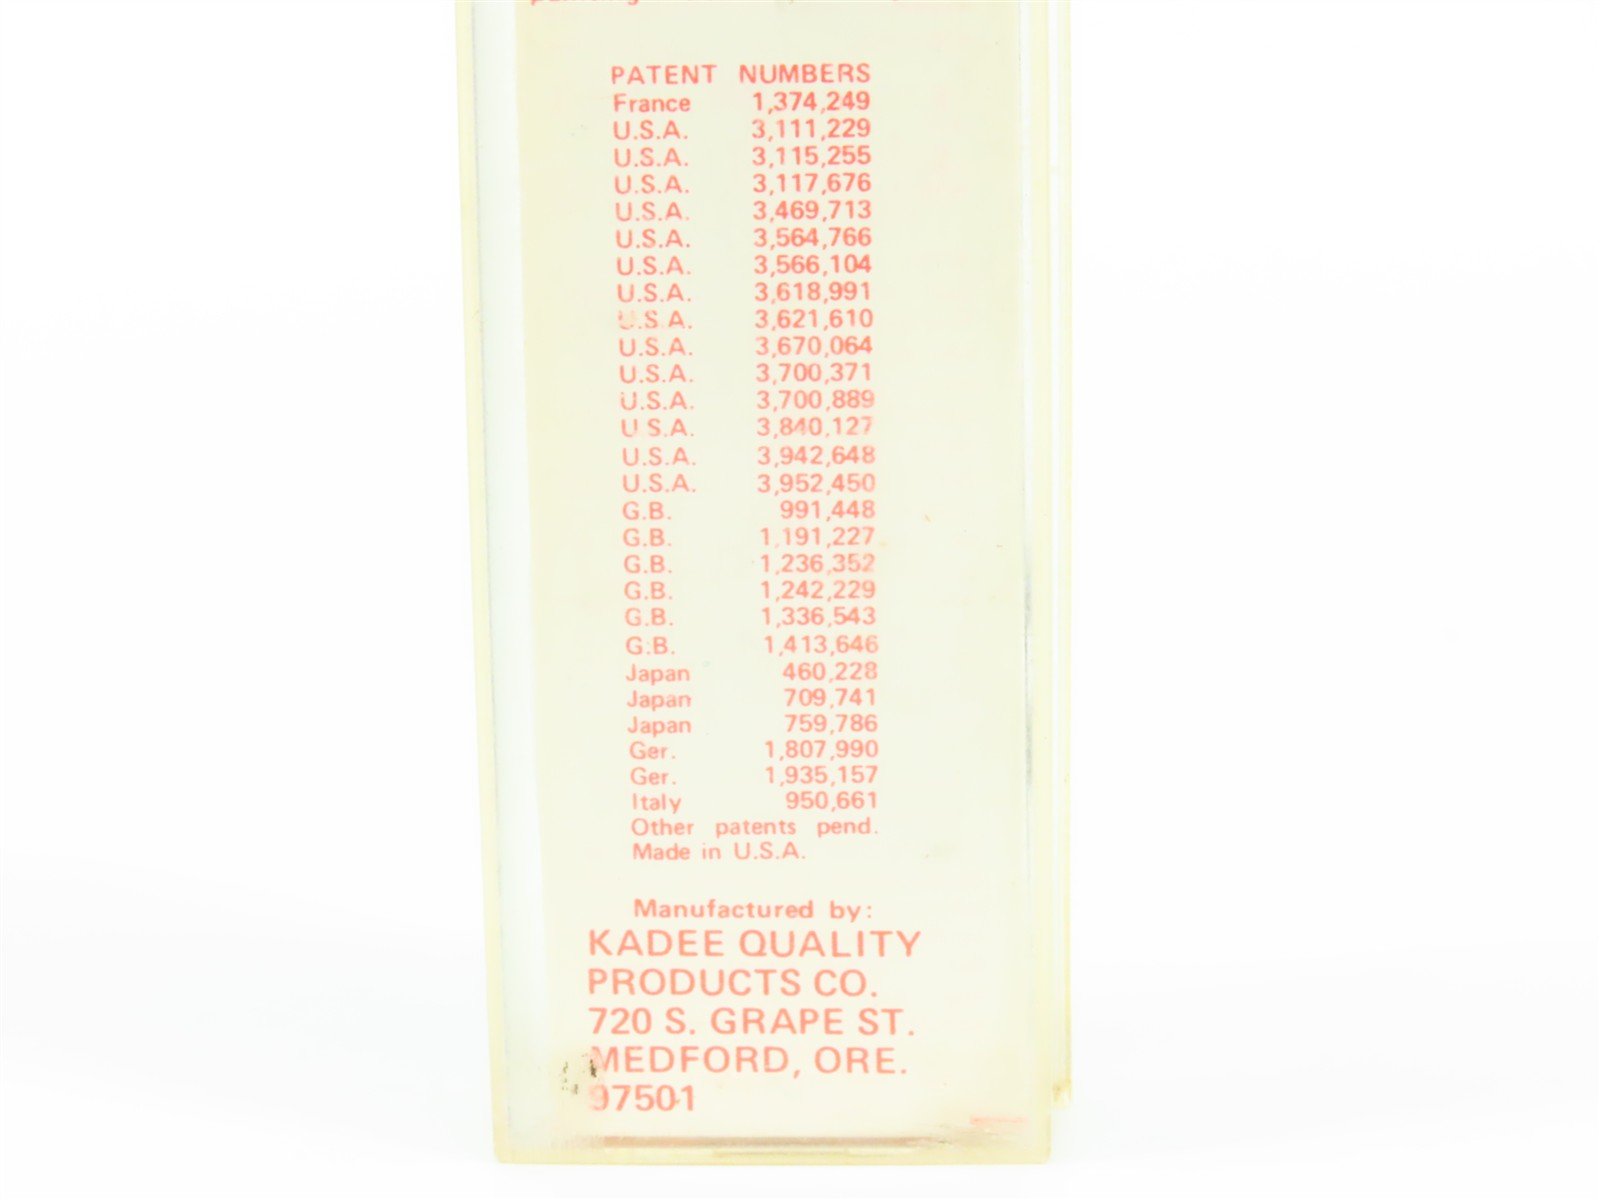 PATENT NUMBERS
France 1,374,249
U.S.A. 3,111,229
U.S.A. 3,115,255
U.S.A. 3,117,676
U.S.A. 3,469,713
U.S.A. 3,564,766
U.S.A. 3,566,104
U.S.A. 3,618,991
U.S.A. 3,621,610
U.S.A. 3,670,064
U.S.A. 3,700,371
U.S.A. 3,700,889
U.S.A. 3,840,127
U.S.A. 3,942,648
U.S.A. 3,952,450
G.B. 991,448
G.B. 1,191,227
G.B. 1,236,352
G.B. 1,242,229
G.B. 1,336,543
G.B. 1,413,646
Japan 460,228
Japan 709,741
Japan 759,786
Ger. 1,807,990
Ger. 1,935,157
Italy 950,661
Other patents pend.
Made in U.S.A.
Manufactured by:
KADEE QUALITY
PRODUCTS CO.
720 S. GRAPE ST.
MEDFORD, ORE.
97501